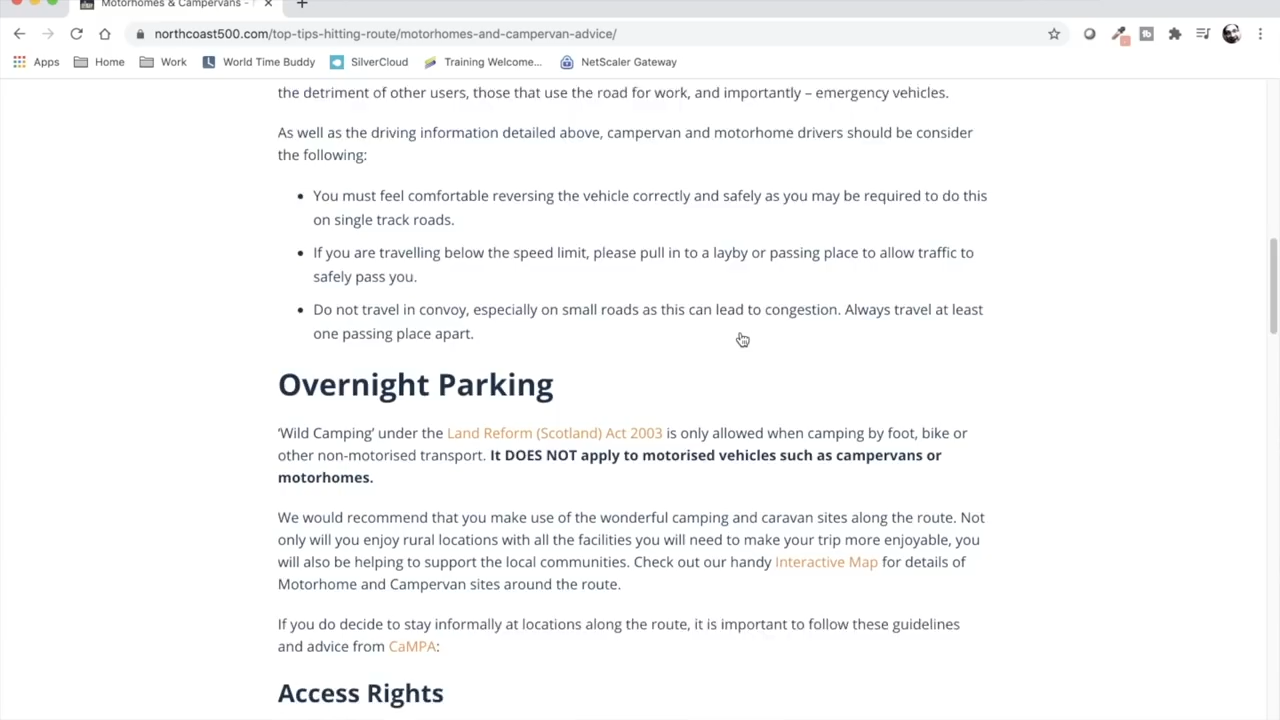 Motorhomes & Campervans -
northcoast500.com/top-tips-hitting-route/motorhomes-and-campervan-advice/
Apps Home Work World Time Buddy SilverCloud Training Welcome... NetScaler Gateway
the detriment of other users, those that use the road for work, and importantly – emergency vehicles.
As well as the driving information detailed above, campervan and motorhome drivers should be consider
the following:
• You must feel comfortable reversing the vehicle correctly and safely as you may be required to do this
on single track roads.
• If you are travelling below the speed limit, please pull in to a layby or passing place to allow traffic to
safely pass you.
• Do not travel in convoy, especially on small roads as this can lead to congestion. Always travel at least
one passing place apart.
Overnight Parking
‘Wild Camping’ under the Land Reform (Scotland) Act 2003 is only allowed when camping by foot, bike or
other non-motorised transport. It DOES NOT apply to motorised vehicles such as campervans or
motorhomes.
We would recommend that you make use of the wonderful camping and caravan sites along the route. Not
only will you enjoy rural locations with all the facilities you will need to make your trip more enjoyable, you
will also be helping to support the local communities. Check out our handy Interactive Map for details of
Motorhome and Campervan sites around the route.
If you do decide to stay informally at locations along the route, it is important to follow these guidelines
and advice from CaMPA:
Access Rights